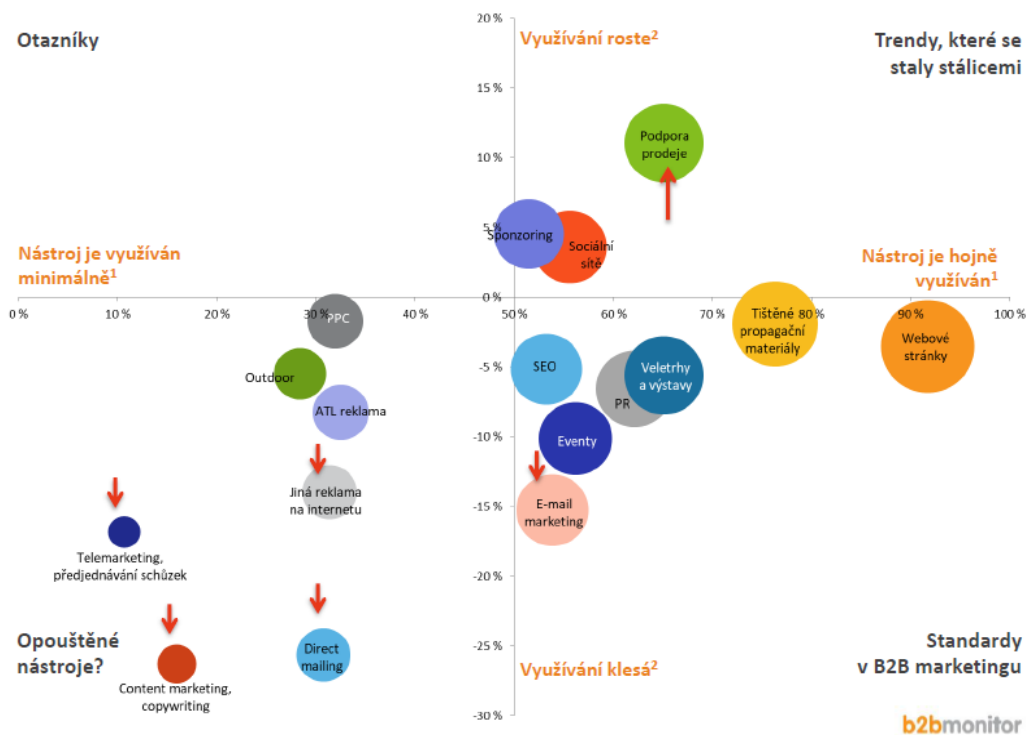 Otazníky
Využívání roste²
Trendy, které se
staly stálicemi
20 %
15 %
10 %
5 %
0 %
-5 %
-10 %
-15 %
-20 %
-25 %
-30 %
Podpora
prodeje
Sponzoring
Sociální
sítě
Nástroj je využíván
minimálně¹
Nástroj je hojně
využíván¹
0 %
10 %
20 %
30 %
40 %
50 %
60 %
70 %
80 %
90 %
100 %
PPC
Outdoor
ATL reklama
Jiná reklama
na internetu
Telemarketing,
předjednávání schůzek
Content marketing,
copywriting
Direct
mailing
SEO
PR
Veletrhy
a výstavy
Eventy
E-mail
marketing
Tištěné
propagační
materiály
Webové
stránky
Opouštěné
nástroje?
Využívání klesá²
Standardy
v B2B marketingu
b2bmonitor